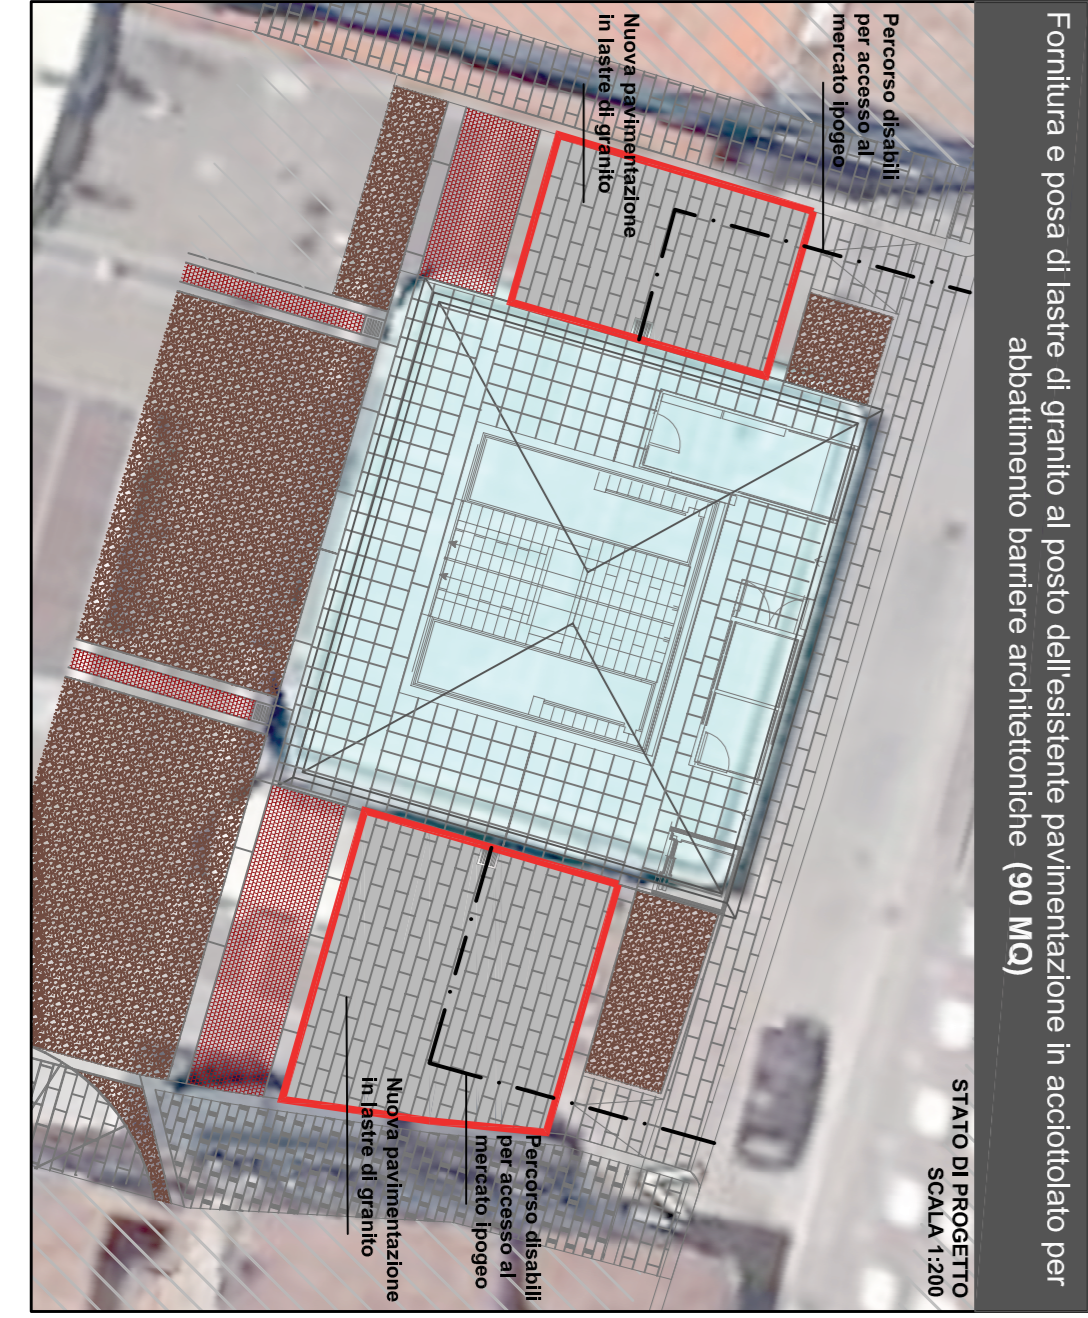 Fornitura e posa di lastre di granito al posto dell'esistente pavimentazione in acciottolato per
abbattimento barriere architettoniche (90 MQ)
STATO DI PROGETTO
SCALA 1:200
Percorso disabili
per accesso al
mercato ipogeo
Nuova pavimentazione
in lastre di granito
Percorso disabili
per accesso al
mercato ipogeo
Nuova pavimentazione
in lastre di granito